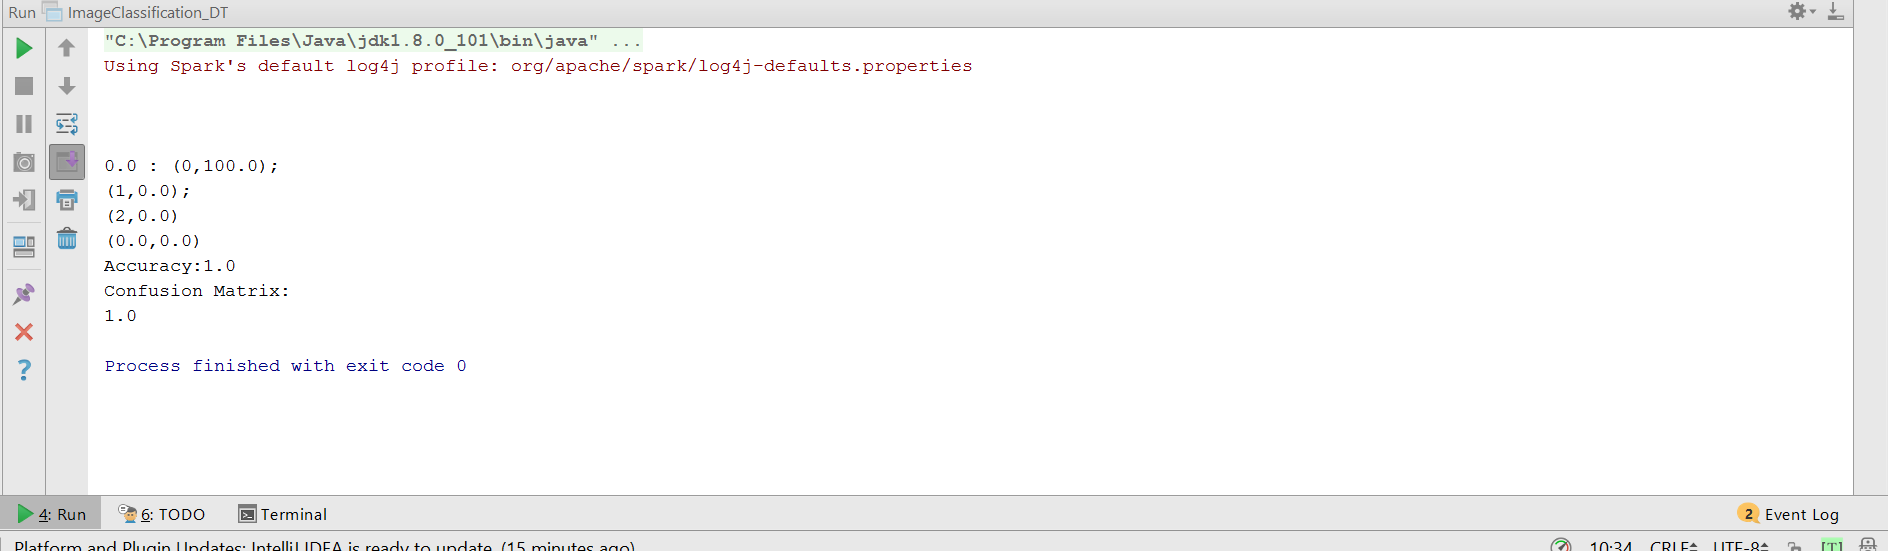 Run ImageClassification_DT
"C:\Program Files\Java\jdk1.8.0_101\bin\java" ...
Using Spark's default log4j profile: org/apache/spark/log4j-defaults.properties
0.0 : (0,100.0);
(1,0.0);
(2,0.0)
(0.0,0.0)
Accuracy:1.0
Confusion Matrix:
1.0
Process finished with exit code 0
4: Run 6: TODO Terminal 2 Event Log
Platform and Plugin Updates: IntelliJ IDEA is ready to update. (15 minutes ago) 10:34 CRLF UTF-8 [T]